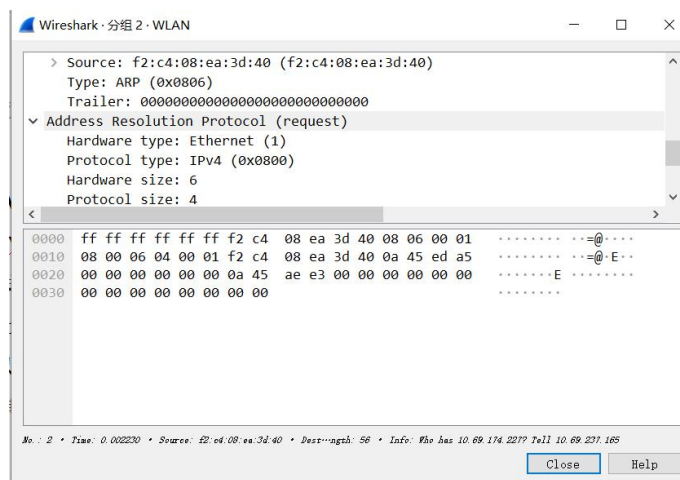 Wireshark · 分组 2 · WLAN
Source: f2:c4:08:ea:3d:40 (f2:c4:08:ea:3d:40)
Type: ARP (0x0806)
Trailer: 0000000000000000000000000000
Address Resolution Protocol (request)
Hardware type: Ethernet (1)
Protocol type: IPv4 (0x0800)
Hardware size: 6
Protocol size: 4
0000 ff ff ff ff ff ff f2 c4 08 ea 3d 40 08 06 00 01 ········ ··=@····
0010 08 00 06 04 00 01 f2 c4 08 ea 3d 40 0a 45 ed a5 ········ ··=@·E··
0020 00 00 00 00 00 00 0a 45 ae e3 00 00 00 00 00 00 ·······E ········
0030 00 00 00 00 00 00 00 00 ········
No.: 2 · Time: 0.002230 · Source: f2:c4:08:ea:3d:40 · Dest···ngth: 56 · Info: Who has 10.69.174.227? Tell 10.69.237.165
Close Help